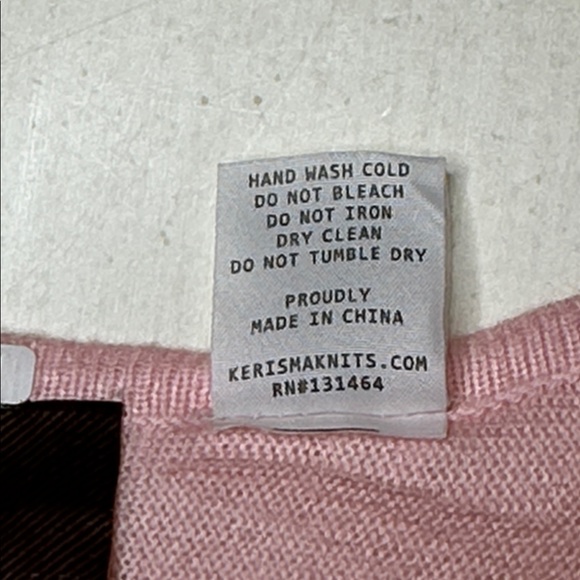 HAND WASH COLD
DO NOT BLEACH
DO NOT IRON
DRY CLEAN
DO NOT TUMBLE DRY
PROUDLY
MADE IN CHINA
KERISMAKNITS.COM
RN#131464